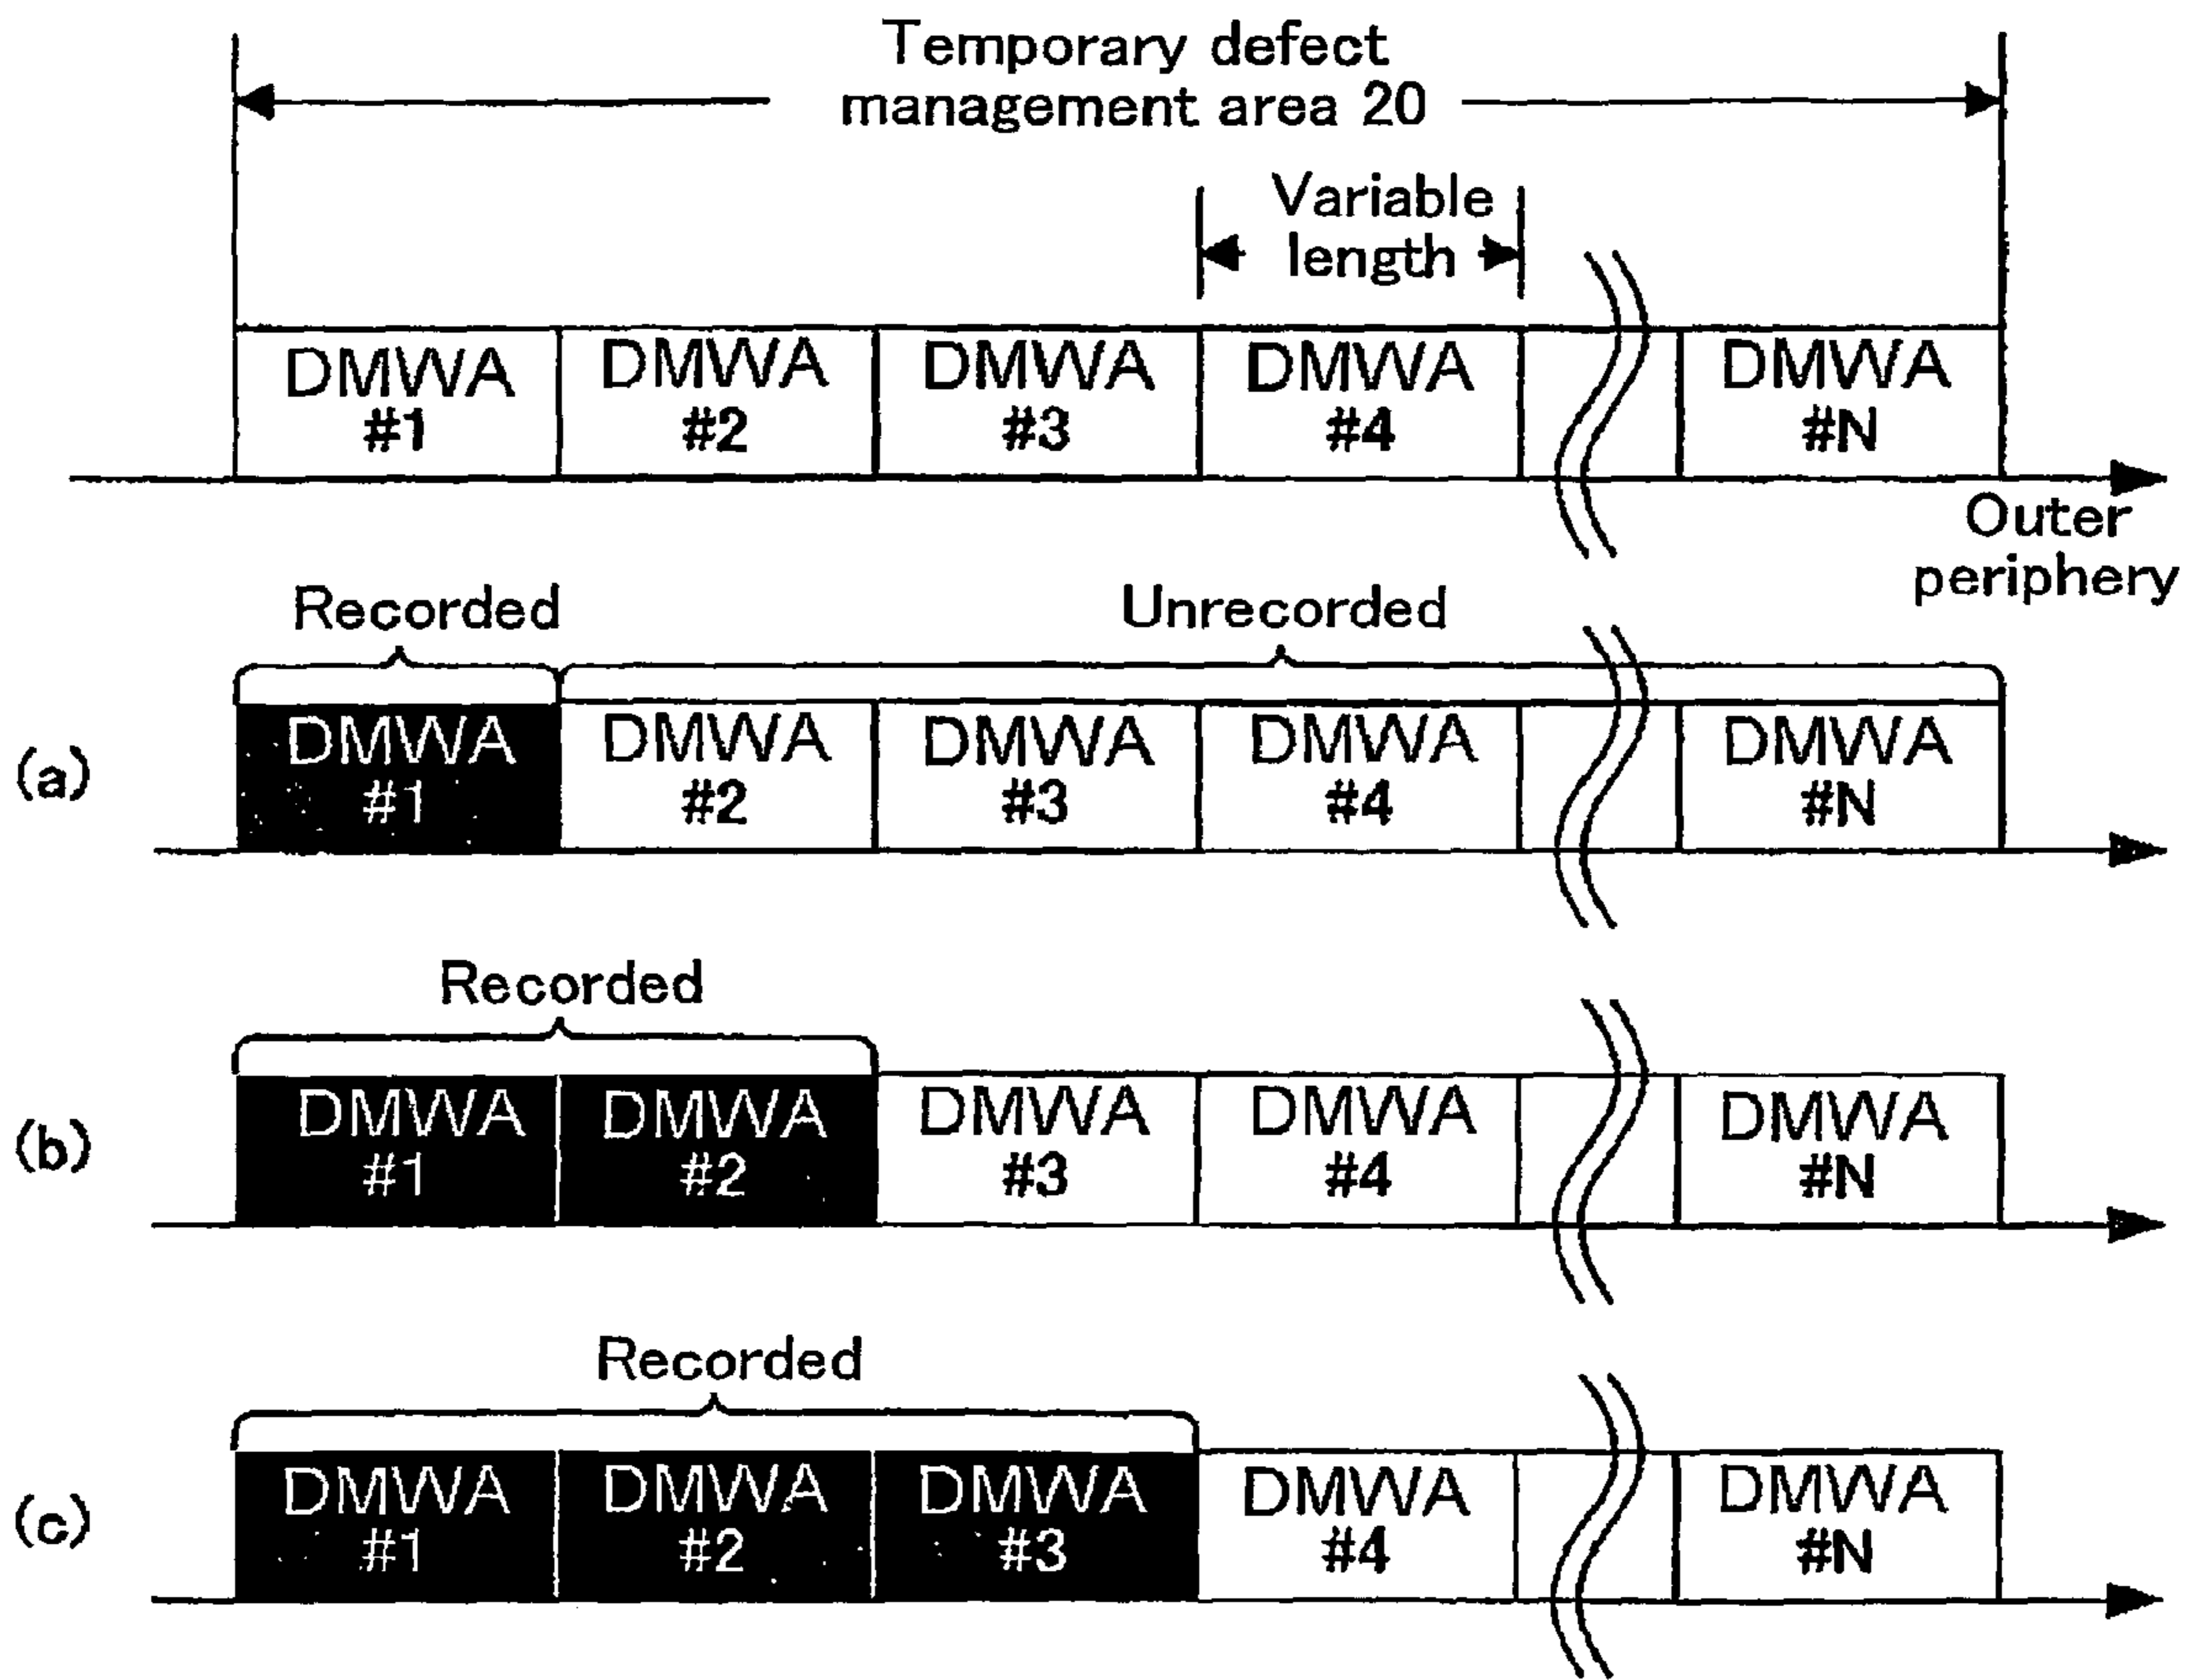 Temporary defect
management area 20
Variable
length
DMWA
#1
DMWA
#2
DMWA
#3
DMWA
#4
DMWA
#N
Outer
periphery
Recorded
Unrecorded
(a)
DMWA
#1
DMWA
#2
DMWA
#3
DMWA
#4
DMWA
#N
Recorded
(b)
DMWA
#1
DMWA
#2
DMWA
#3
DMWA
#4
DMWA
#N
Recorded
(c)
DMWA
#1
DMWA
#2
DMWA
#3
DMWA
#4
DMWA
#N